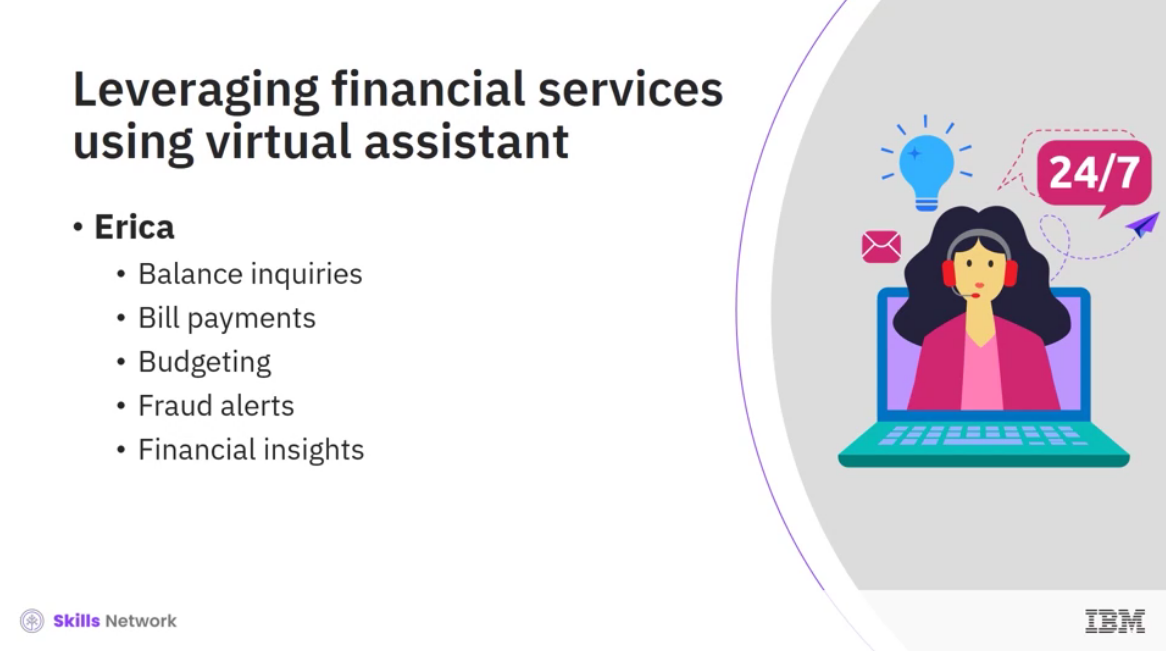 Leveraging financial services
using virtual assistant
• Erica
• Balance inquiries
• Bill payments
• Budgeting
• Fraud alerts
• Financial insights
24/7
Skills Network
IBM